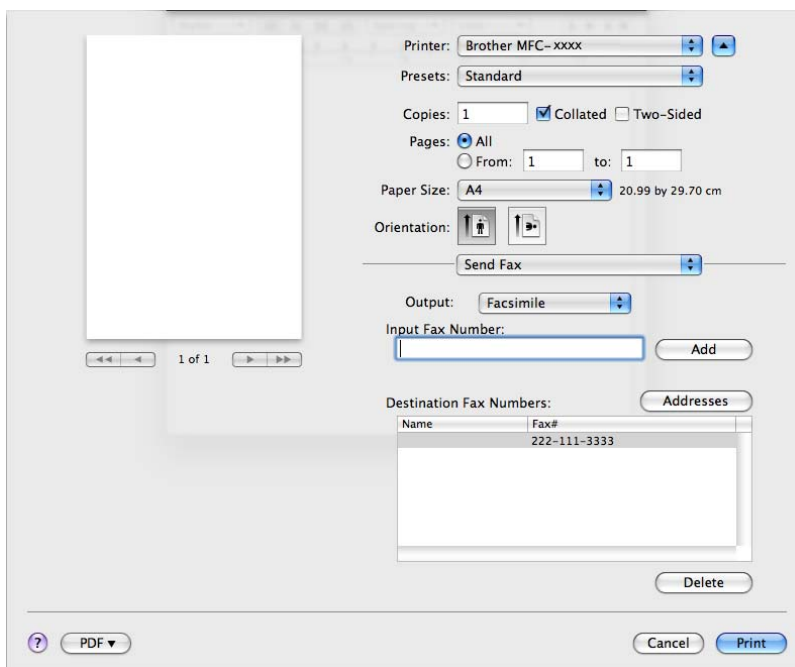 Printer: Brother MFC-xxxx
Presets: Standard
Copies: 1 Collated Two-Sided
Pages: All
From: 1 to: 1
Paper Size: A4 20.99 by 29.70 cm
Orientation:
Send Fax
Output: Facsimile
Input Fax Number:
Add
1 of 1
Destination Fax Numbers: Addresses
Name Fax#
222-111-3333
Delete
? PDF Cancel Print